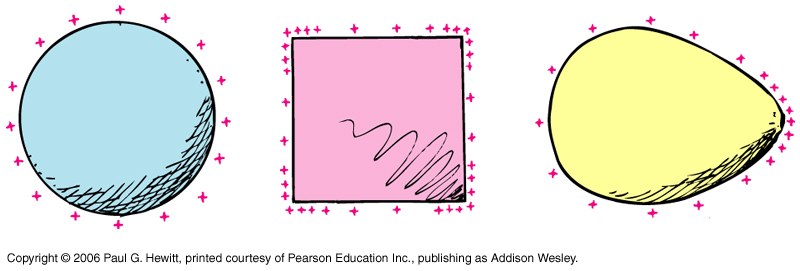 Copyright © 2006 Paul G. Hewitt, printed courtesy of Pearson Education Inc., publishing as Addison Wesley.